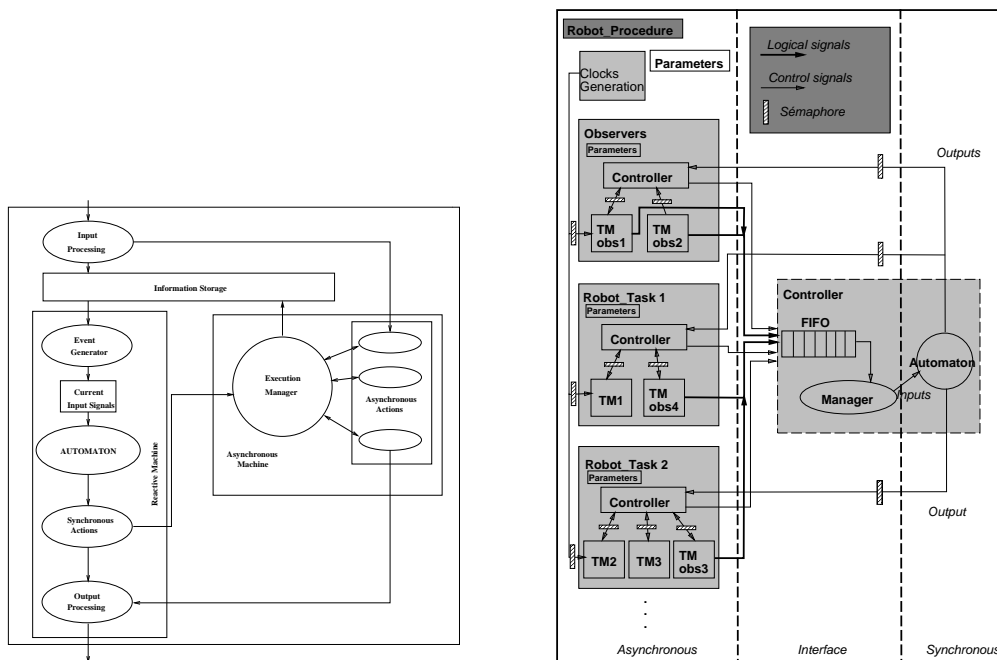 Input
Processing
Information Storage
Event
Generator
Current
Input Signals
AUTOMATON
Synchronous
Actions
Output
Processing
Reactive Machine
Execution
Manager
Asynchronous
Machine
Asynchronous
Actions
Robot_Procedure
Clocks
Generation
Parameters
Logical signals
Control signals
Sémaphore
Observers
Parameters
Controller
TM
obs1
TM
obs2
Outputs
Robot_Task 1
Parameters
Controller
TM1
TM
obs4
Controller
FIFO
Manager
Inputs
Automaton
Robot_Task 2
Parameters
Controller
TM2
TM3
TM
obs3
Output
. . .
Asynchronous
Interface
Synchronous